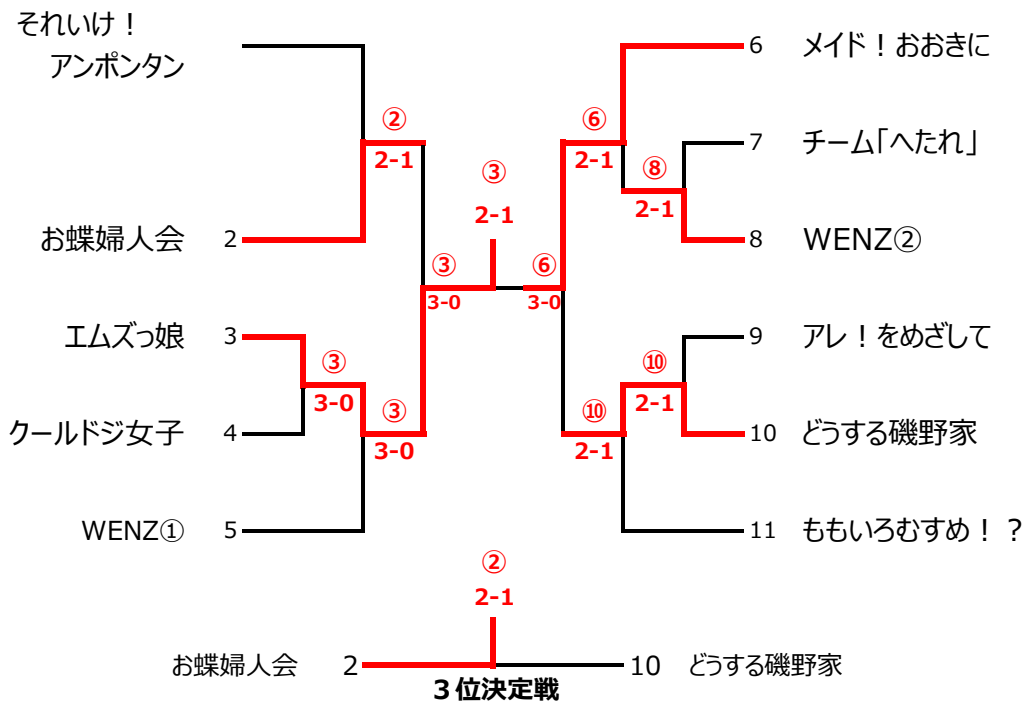 それいけ！
アンポンタン
6 メイド！おおきに
② ⑥
2-1 2-1
7 チーム「へたれ」
③ ⑧
2-1 2-1
お蝶婦人会 2
8 WENZ②
③ ⑥
3-0 3-0
エムズっ娘 3
9 アレ！をめざして
③ ⑩
3-0 2-1
クールドジ女子 4
③ ⑩
3-0 2-1
10 どうする磯野家
WENZ① 5
11 ももいろむすめ！？
②
2-1
お蝶婦人会 2 10 どうする磯野家
３位決定戦